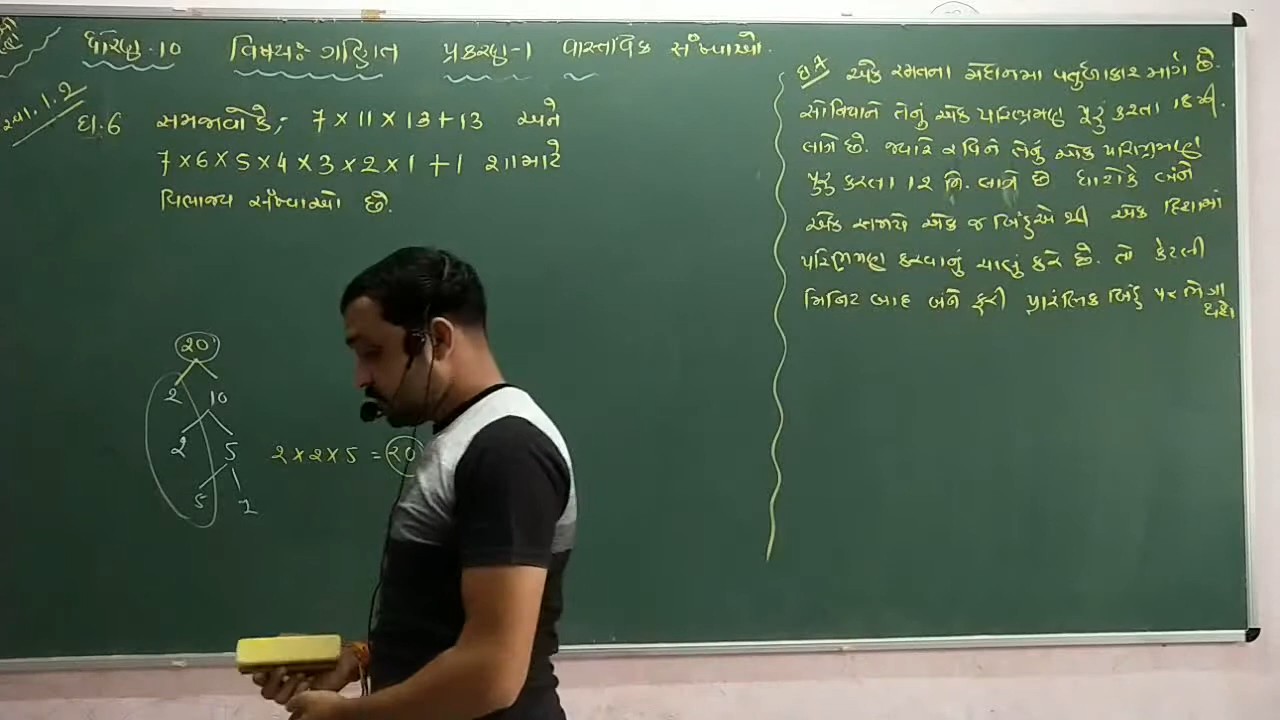 ધોરણ-10 વિષય: ગણિત પ્રકરણ-1 વાસ્તવિક સંખ્યાઓ.
સ્વા. 1.2
દા.6 સમજાવો કે, 7×11×13+13 અને
7×6×5×4×3×2×1+1 શા માટે
વિભાજ્ય સંખ્યાઓ છે.
20
2 10
2 5
5 1
2×2×5 = 20
દા.7 એક રમતના મેદાનમાં વર્તુળાકાર માર્ગ છે.
સોનિયાને તેનું એક પરિભ્રમણ પૂરું કરતા 18 મી.
લાગે છે. જ્યારે રવિને તેનું એક પરિભ્રમણ
પુરુ કરતા 12 મિ. લાગે છે ધારોકે બંને
એક સમયે એક જ બિંદુએ થી એક દિશામાં
પરિભ્રમણ કરવાનું ચાલું કરે છે. તો કેટલી
મિનિટ બાદ બંને ફરી પ્રારંભિક બિંદુ પર ભેગા
થશે.